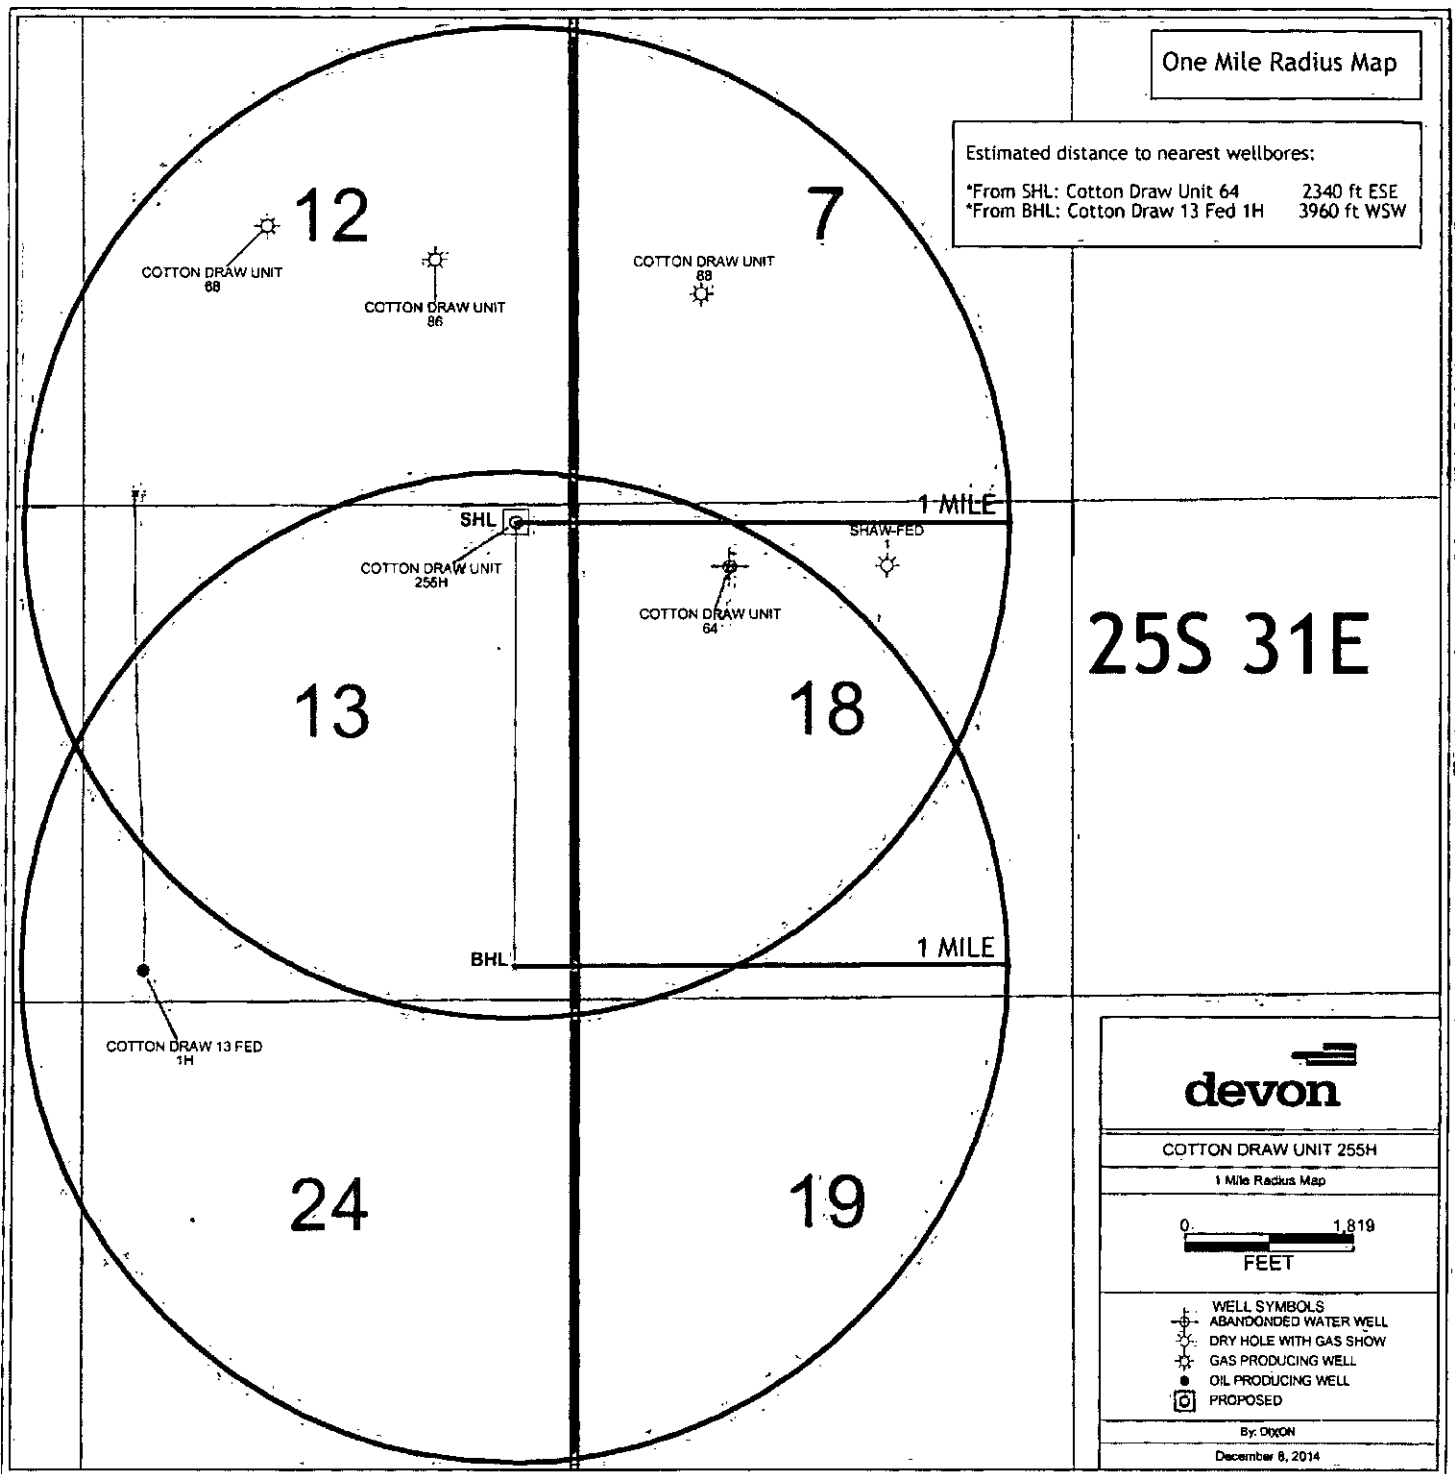 One Mile Radius Map
Estimated distance to nearest wellbores:
*From SHL: Cotton Draw Unit 64 2340 ft ESE
*From BHL: Cotton Draw 13 Fed 1H 3960 ft WSW
12
7
COTTON DRAW UNIT
68
COTTON DRAW UNIT
86
COTTON DRAW UNIT
88
SHL
1 MILE
SHAW-FED
1
COTTON DRAW UNIT
255H
COTTON DRAW UNIT
64
25S 31E
13
18
BHL
1 MILE
COTTON DRAW 13 FED
1H
24
19
devon
COTTON DRAW UNIT 255H
1 Mile Radius Map
0 1,819
FEET
WELL SYMBOLS
ABANDONDED WATER WELL
DRY HOLE WITH GAS SHOW
GAS PRODUCING WELL
OIL PRODUCING WELL
PROPOSED
By: DIXON
December 8, 2014